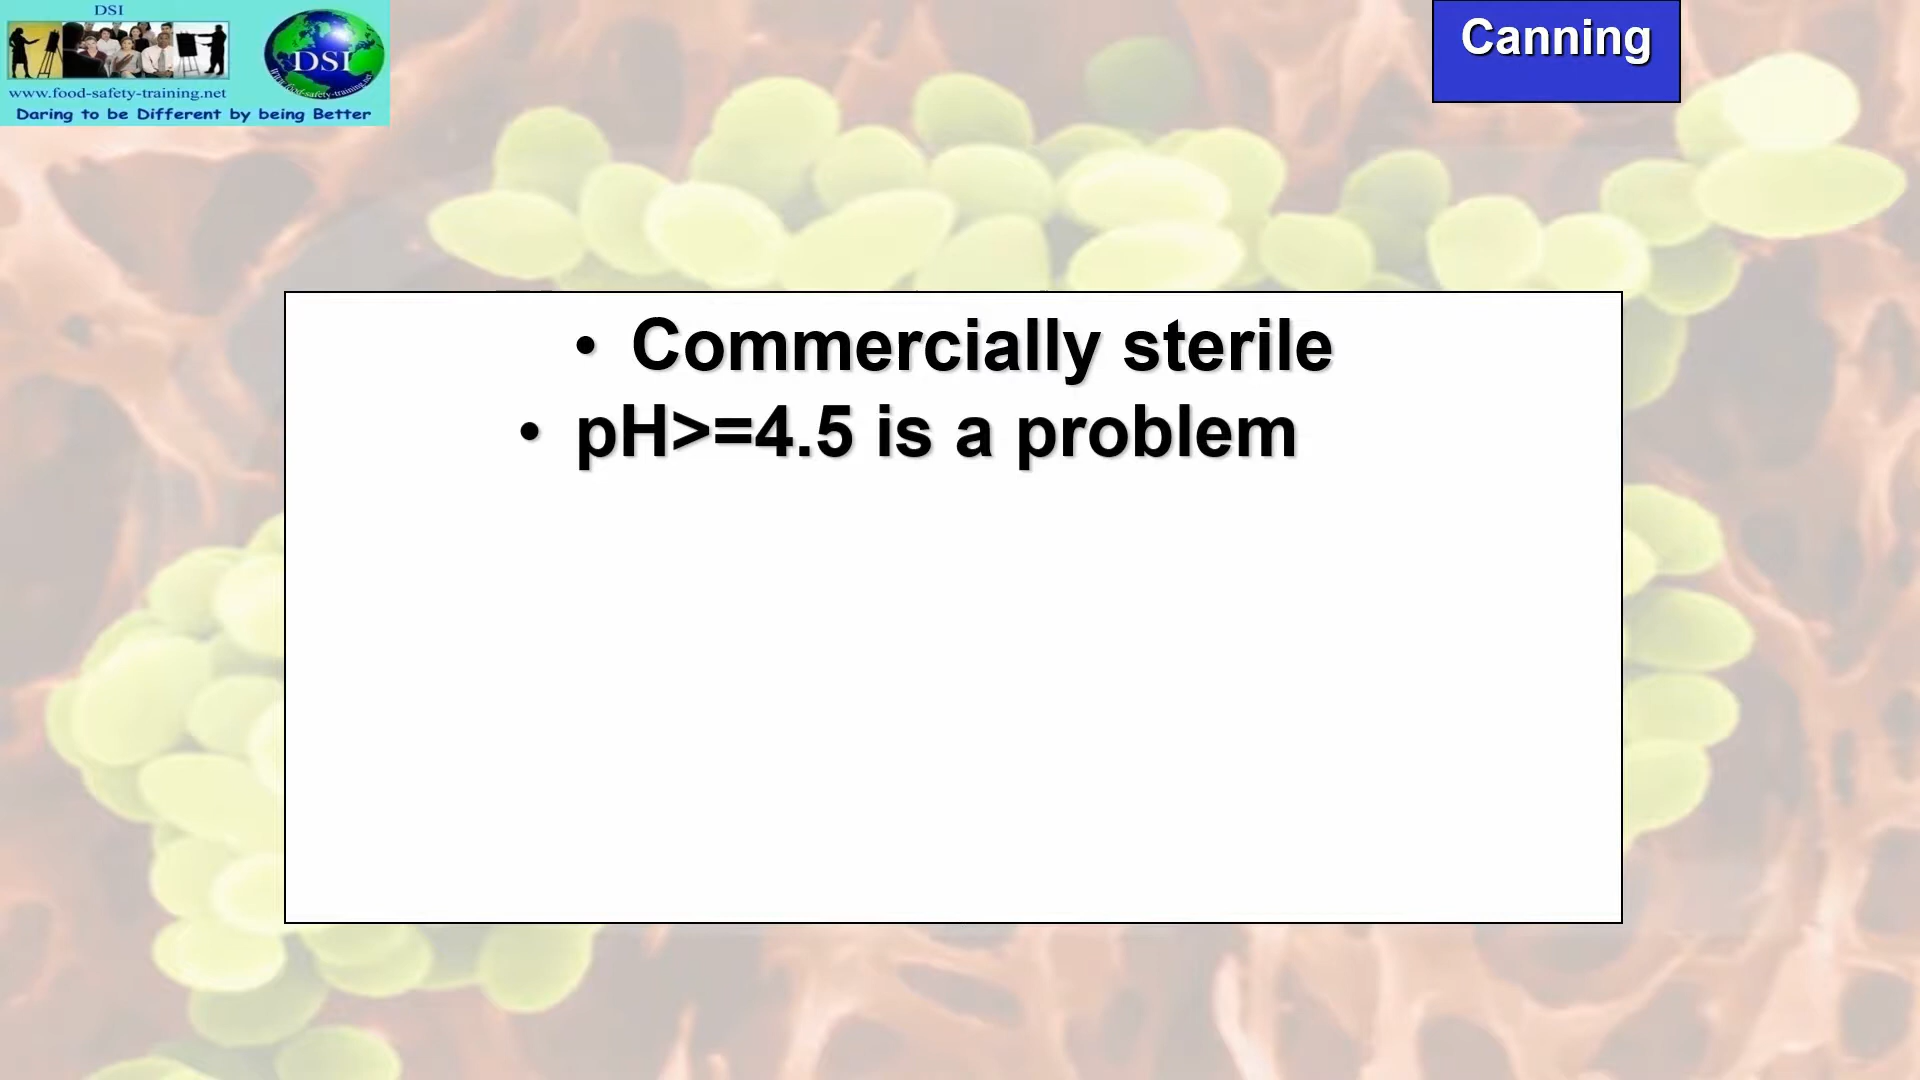 DSI
DSI
www.food-safety-training.net
Daring to be Different by being Better
Canning
• Commercially sterile
• pH>=4.5 is a problem